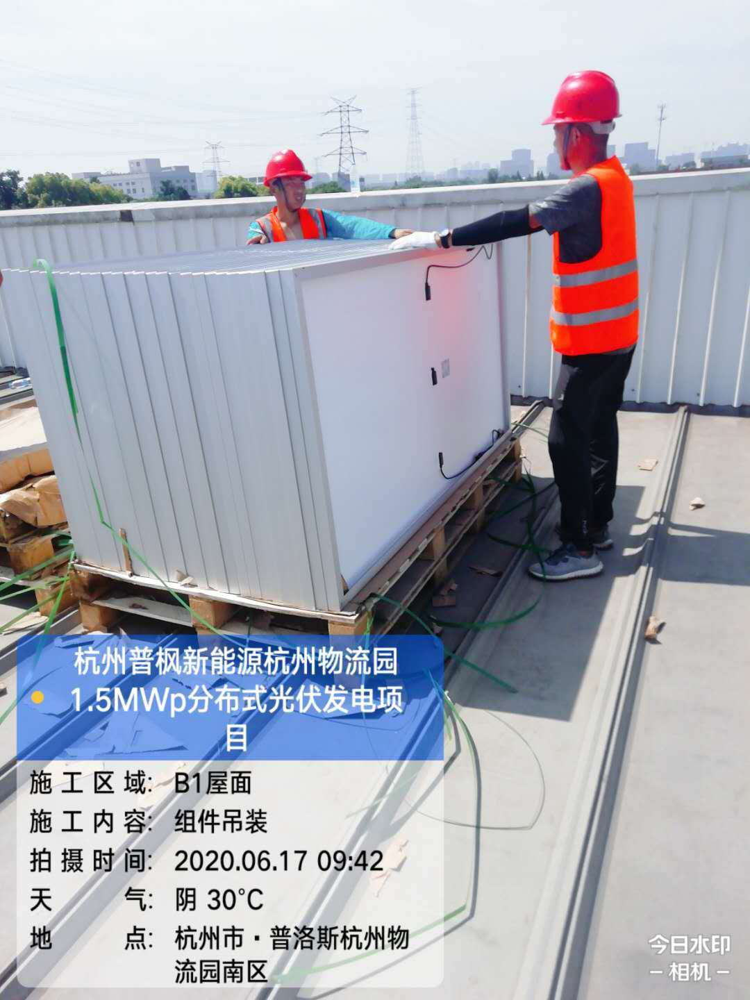 杭州普枫新能源杭州物流园
1.5MWp分布式光伏发电项
目
施工区域: B1屋面
施工内容: 组件吊装
拍摄时间: 2020.06.17 09:42
天气: 阴 30°C
地点: 杭州市·普洛斯杭州物
流园南区
今日水印
-相机-